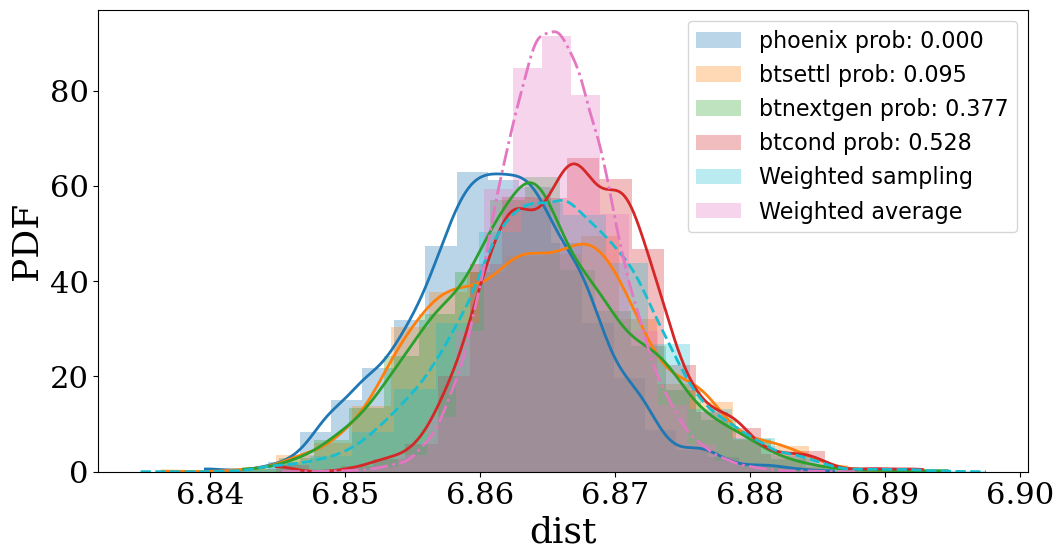 phoenix prob: 0.000
btsettl prob: 0.095
btnextgen prob: 0.377
btcond prob: 0.528
Weighted sampling
Weighted average
PDF
80
60
40
20
0
6.84 6.85 6.86 6.87 6.88 6.89 6.90
dist